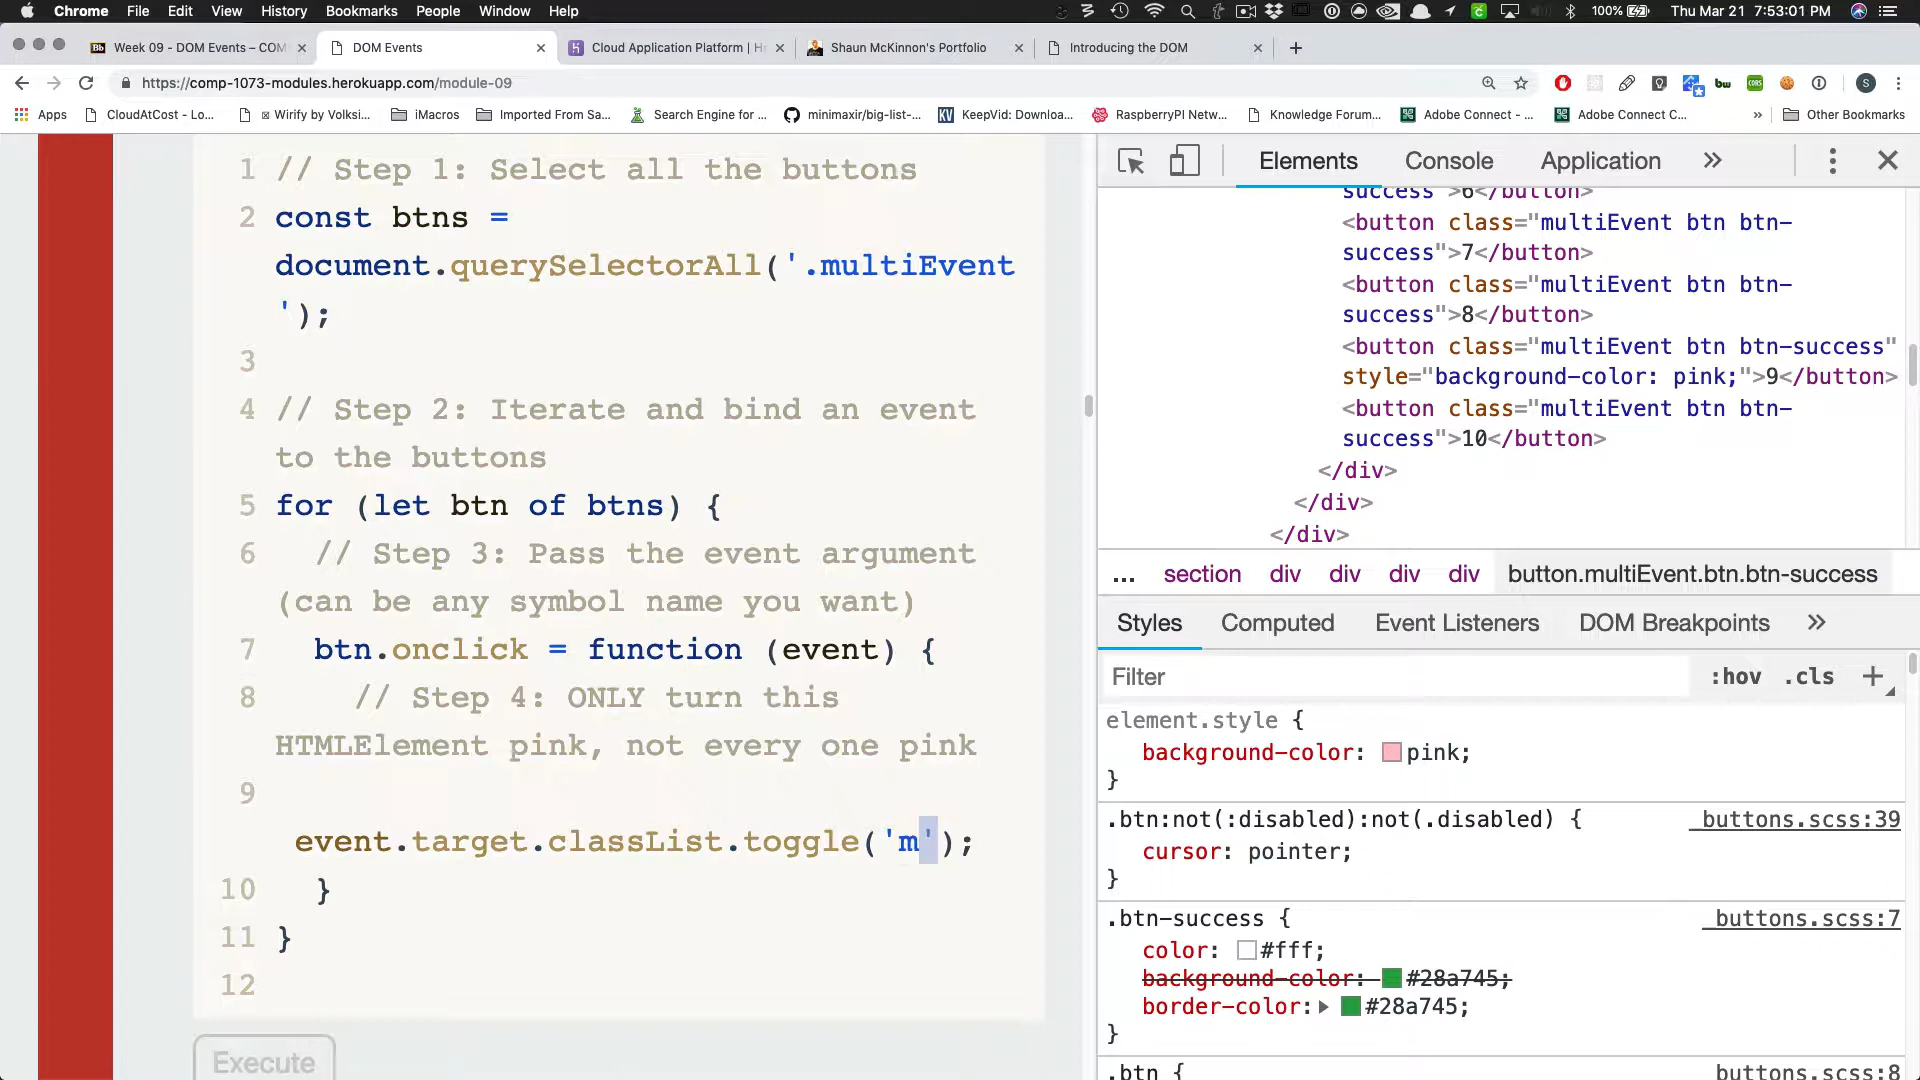 Chrome File Edit View History Bookmarks People Window Help 100% Thu Mar 21 7:53:01 PM
Week 09 - DOM Events – COM
DOM Events
Cloud Application Platform | H
Shaun McKinnon's Portfolio
Introducing the DOM
https://comp-1073-modules.herokuapp.com/module-09
Apps CloudAtCost - Lo... Wirify by Volksi... iMacros Imported From Sa... Search Engine for ... minimaxir/big-list-... KeepVid: Downloa... RaspberryPI Netw... Knowledge Forum... Adobe Connect - ... Adobe Connect C... » Other Bookmarks
1 // Step 1: Select all the buttons
2 const btns =
document.querySelectorAll('.multiEvent
');
3
4 // Step 2: Iterate and bind an event
to the buttons
5 for (let btn of btns) {
6 // Step 3: Pass the event argument
(can be any symbol name you want)
7 btn.onclick = function (event) {
8 // Step 4: ONLY turn this
HTMLElement pink, not every one pink
9
event.target.classList.toggle('m');
10 }
11 }
12
Execute
Elements Console Application »
success">6</button>
<button class="multiEvent btn btn-
success">7</button>
<button class="multiEvent btn btn-
success">8</button>
<button class="multiEvent btn btn-success"
style="background-color: pink;">9</button>
<button class="multiEvent btn btn-
success">10</button>
</div>
</div>
</div>
... section div div div div button.multiEvent.btn.btn-success
Styles Computed Event Listeners DOM Breakpoints »
Filter :hov .cls +
element.style {
background-color: pink;
}
.btn:not(:disabled):not(.disabled) { _buttons.scss:39
cursor: pointer;
}
.btn-success { _buttons.scss:7
color: #fff;
background-color: #28a745;
border-color: #28a745;
}
.btn { _buttons.scss:8